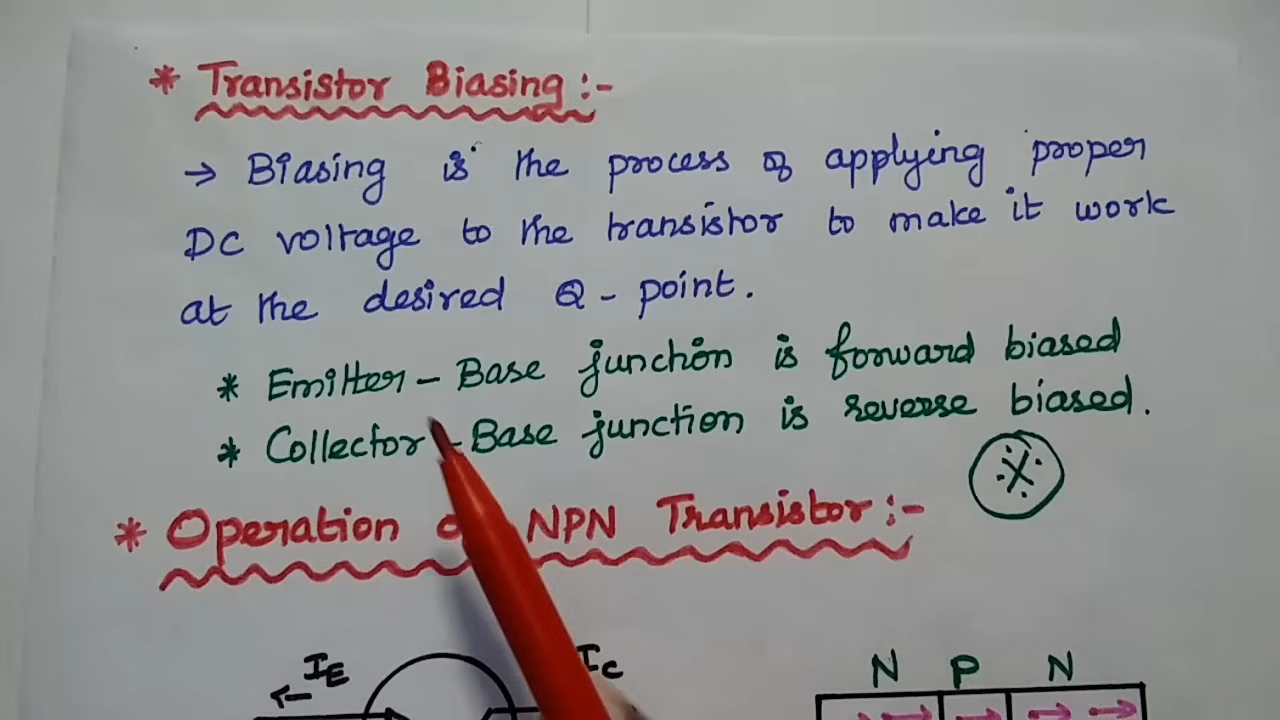 * Transistor Biasing :-
→ Biasing is the process of applying proper
DC voltage to the transistor to make it work
at the desired Q - point.
* Emitter - Base junction is forward biased
* Collector - Base junction is reverse biased.
* Operation NPN Transistor :-
← IE
Ic
N P N